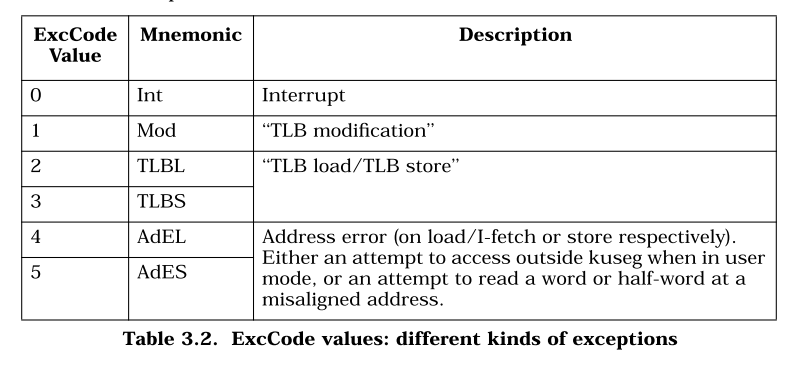 ExcCode Value Mnemonic Description
0 Int Interrupt
1 Mod “TLB modification”
2 TLBL “TLB load/TLB store”
3 TLBS
4 AdEL Address error (on load/I-fetch or store respectively).
Either an attempt to access outside kuseg when in user
5 AdES mode, or an attempt to read a word or half-word at a
misaligned address.
Table 3.2. ExcCode values: different kinds of exceptions